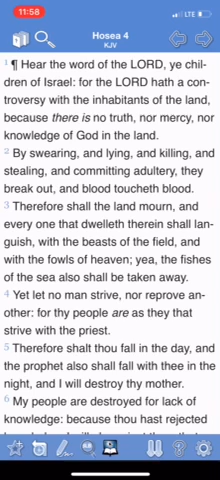 11:58
LTE
Hosea 4
KJV
1 ¶ Hear the word of the LORD, ye chil-
dren of Israel: for the LORD hath a con-
troversy with the inhabitants of the land,
because there is no truth, nor mercy, nor
knowledge of God in the land.
2 By swearing, and lying, and killing, and
stealing, and committing adultery, they
break out, and blood toucheth blood.
3 Therefore shall the land mourn, and
every one that dwelleth therein shall lan-
guish, with the beasts of the field, and
with the fowls of heaven; yea, the fishes
of the sea also shall be taken away.
4 Yet let no man strive, nor reprove an-
other: for thy people are as they that
strive with the priest.
5 Therefore shalt thou fall in the day, and
the prophet also shall fall with thee in the
night, and I will destroy thy mother.
6 My people are destroyed for lack of
knowledge: because thou hast rejected